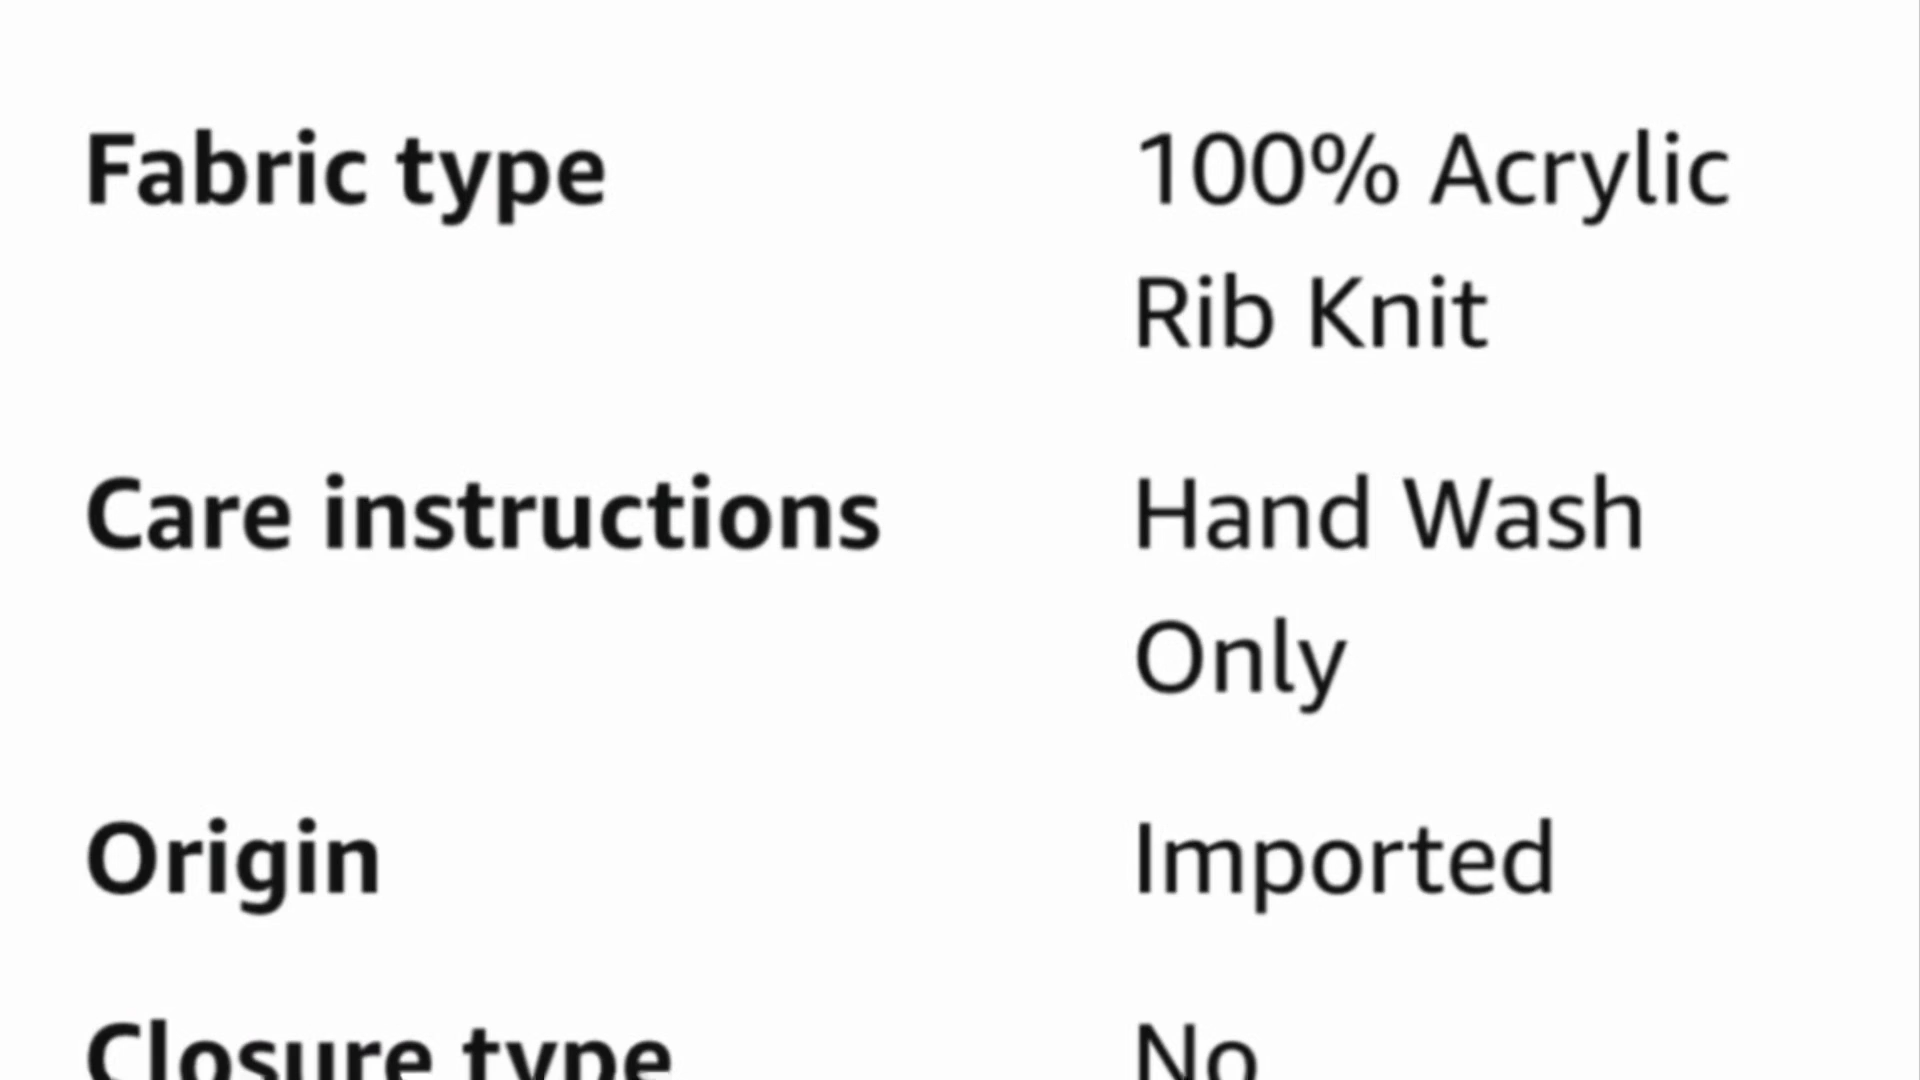 Fabric type 100% Acrylic
Rib Knit
Care instructions Hand Wash
Only
Origin Imported
Closure type No